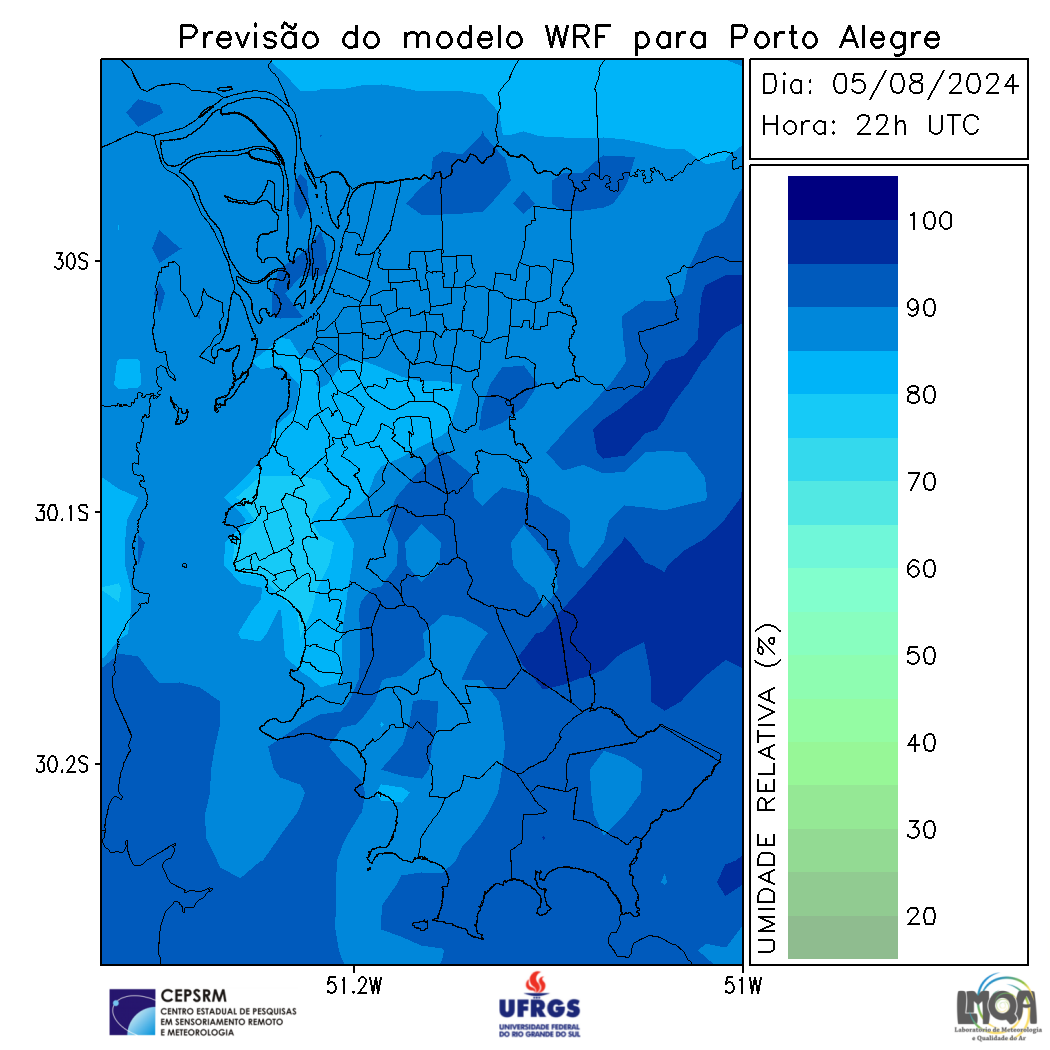 Previsão do modelo WRF para Porto Alegre
Dia: 05/08/2024
Hora: 22h UTC
30S
30.1S
30.2S
51.2W
51W
100
90
80
70
60
50
40
30
20
UMIDADE RELATIVA (%)
CEPSRM
CENTRO ESTADUAL DE PESQUISAS
EM SENSORIAMENTO REMOTO
E METEOROLOGIA
UFRGS
UNIVERSIDADE FEDERAL
DO RIO GRANDE DO SUL
LMQA
Laboratório de Meteorologia
e Qualidade do Ar